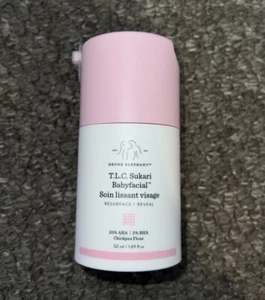 DRUNK ELEPHANT™
T.L.C. Sukari
Babyfacial™
Soin lissant visage
RESURFACE / REVEAL
25% AHA | 2% BHA
Chickpea Flour
50 ml / 1.69 fl oz